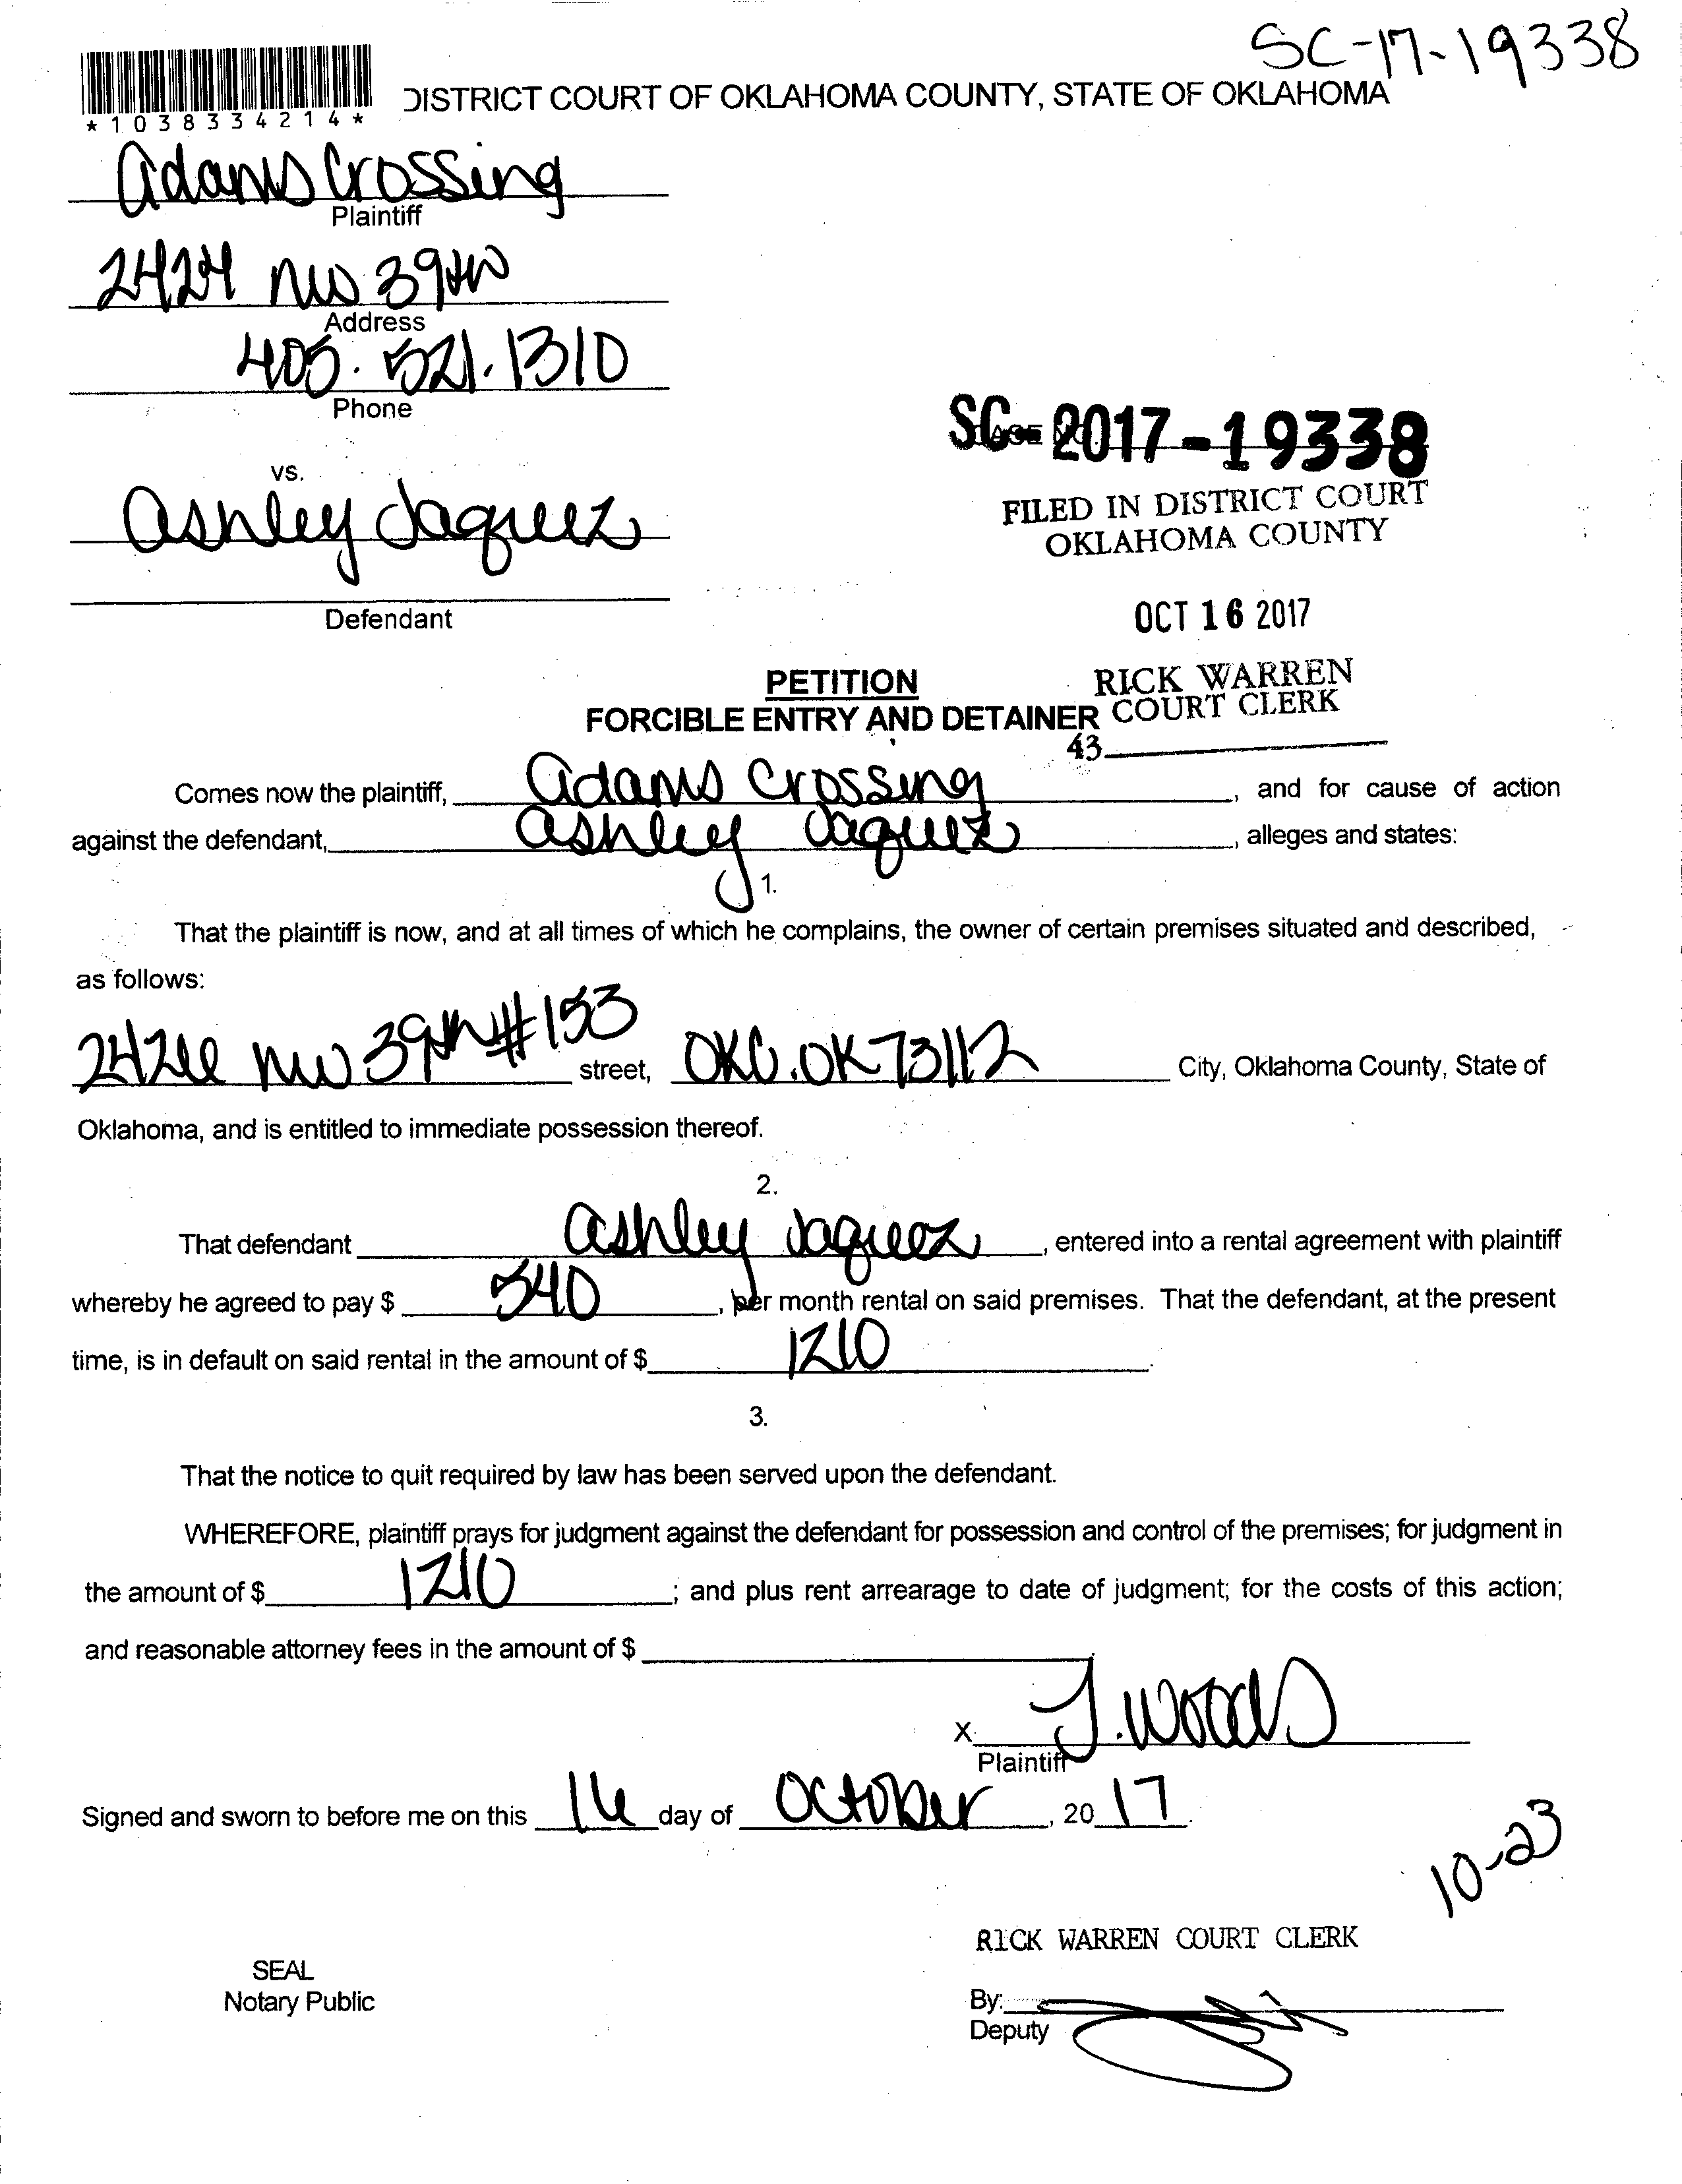 SC-17-19338
*1038334214*
DISTRICT COURT OF OKLAHOMA COUNTY, STATE OF OKLAHOMA
Adams Crossing
Plaintiff
2424 NW 39th
Address
405.521.1310
Phone
SC-2017-19338
FILED IN DISTRICT COURT
OKLAHOMA COUNTY
OCT 16 2017
RICK WARREN
COURT CLERK
43
vs.
Ashley Jaquez
Defendant
PETITION
FORCIBLE ENTRY AND DETAINER
Comes now the plaintiff, Adams Crossing, and for cause of action
against the defendant, Ashley Jaquez, alleges and states:
1.
That the plaintiff is now, and at all times of which he complains, the owner of certain premises situated and described,
as follows:
NW 39th #153 street, OKC.OK 73112 City, Oklahoma County, State of
Oklahoma, and is entitled to immediate possession thereof.
2.
That defendant Ashley Jaquez, entered into a rental agreement with plaintiff
whereby he agreed to pay $ 540, per month rental on said premises. That the defendant, at the present
time, is in default on said rental in the amount of $ 1210.
3.
That the notice to quit required by law has been served upon the defendant.
WHEREFORE, plaintiff prays for judgment against the defendant for possession and control of the premises; for judgment in
the amount of $ 1210; and plus rent arrearage to date of judgment; for the costs of this action;
and reasonable attorney fees in the amount of $
X J. Woods
Plaintiff
Signed and sworn to before me on this 16 day of October, 20 17.
10-23
RICK WARREN COURT CLERK
SEAL
Notary Public
By:
Deputy